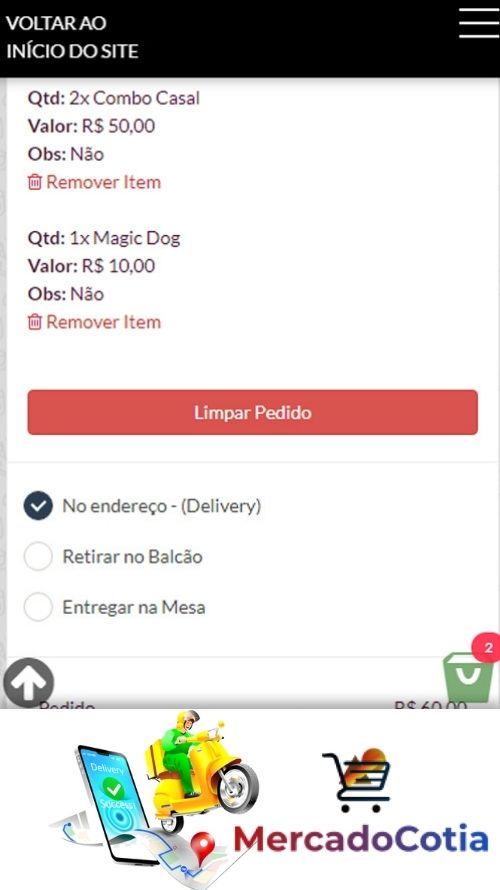 VOLTAR AO
INÍCIO DO SITE
Qtd: 2x Combo Casal
Valor: R$ 50,00
Obs: Não
Remover Item
Qtd: 1x Magic Dog
Valor: R$ 10,00
Obs: Não
Remover Item
Limpar Pedido
No endereço - (Delivery)
Retirar no Balcão
Entregar na Mesa
2
Pedido R$ 60,00
Delivery
Success!
MercadoCotia